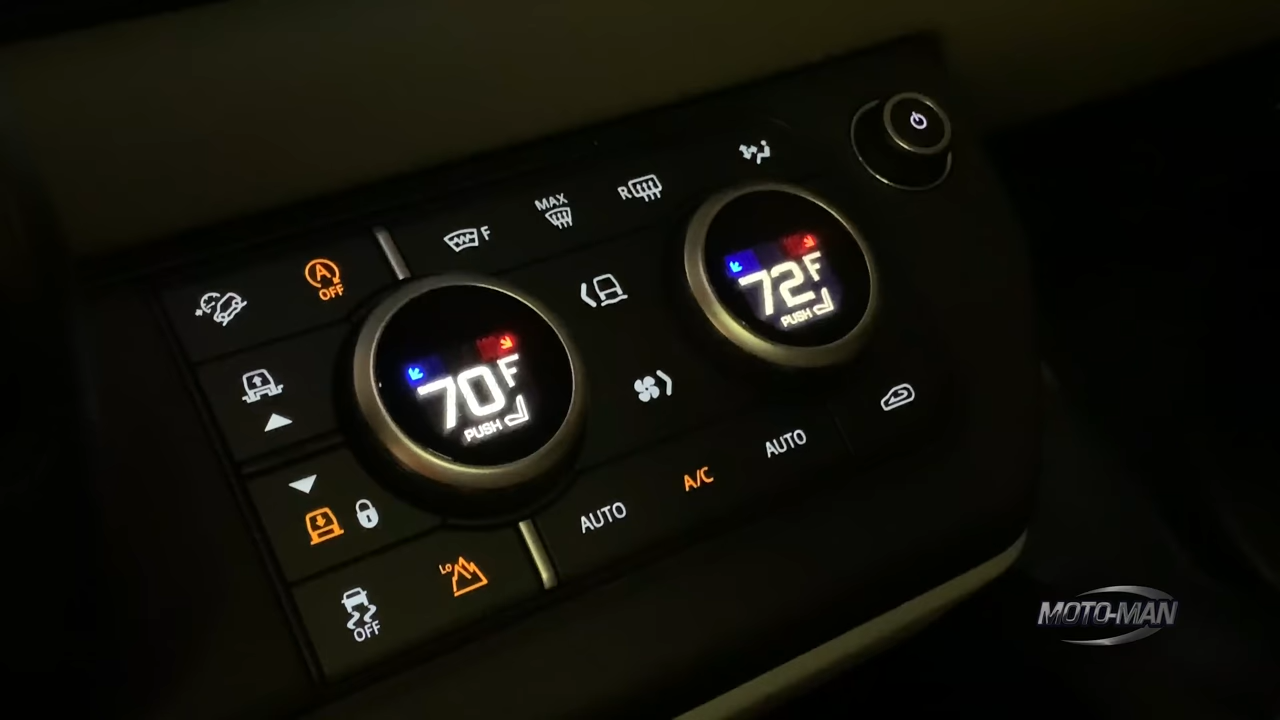 MAX
R
F
A
OFF
72F
PUSH
70F
PUSH
AUTO
A/C
AUTO
Lo
OFF
MOTO-MAN